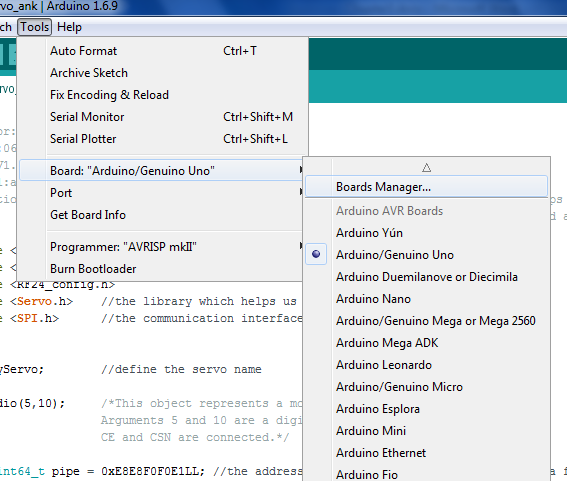 rvo_ank | Arduino 1.6.9
ch Tools Help
Auto Format Ctrl+T
Archive Sketch
Fix Encoding & Reload
Serial Monitor Ctrl+Shift+M
Serial Plotter Ctrl+Shift+L
Board: "Arduino/Genuino Uno"
Port
Get Board Info
Programmer: "AVRISP mkII"
Burn Bootloader
Boards Manager...
Arduino AVR Boards
Arduino Yún
Arduino/Genuino Uno
Arduino Duemilanove or Diecimila
Arduino Nano
Arduino/Genuino Mega or Mega 2560
Arduino Mega ADK
Arduino Leonardo
Arduino/Genuino Micro
Arduino Esplora
Arduino Mini
Arduino Ethernet
Arduino Fio
e <RF24_config.h>
e <Servo.h> //the library which helps us
e <SPI.h> //the communication interface
yServo; //define the servo name
dio(5,10); /*This object represents a mo
Arguments 5 and 10 are a digi
CE and CSN are connected.*/
int64_t pipe = 0xE8E8F0F0E1LL; //the address